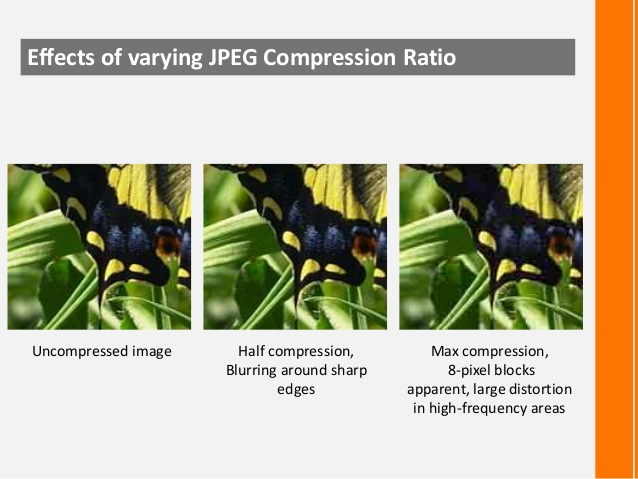 Effects of varying JPEG Compression Ratio
Uncompressed image
Half compression,
Blurring around sharp
edges
Max compression,
8-pixel blocks
apparent, large distortion
in high-frequency areas